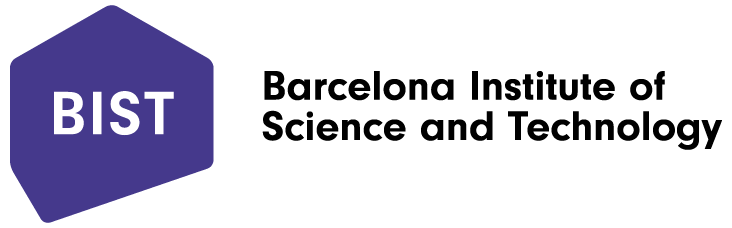 BIST
Barcelona Institute of
Science and Technology